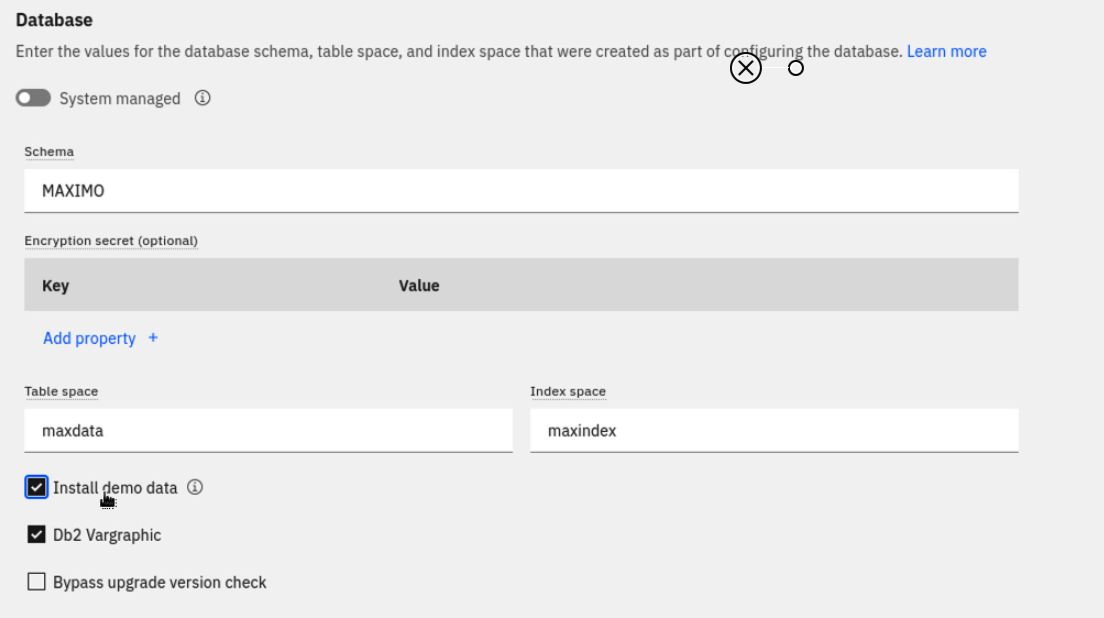 Database
Enter the values for the database schema, table space, and index space that were created as part of configuring the database. Learn more
System managed
Schema
MAXIMO
Encryption secret (optional)
Key Value
Add property +
Table space Index space
maxdata maxindex
Install demo data
Db2 Vargraphic
Bypass upgrade version check